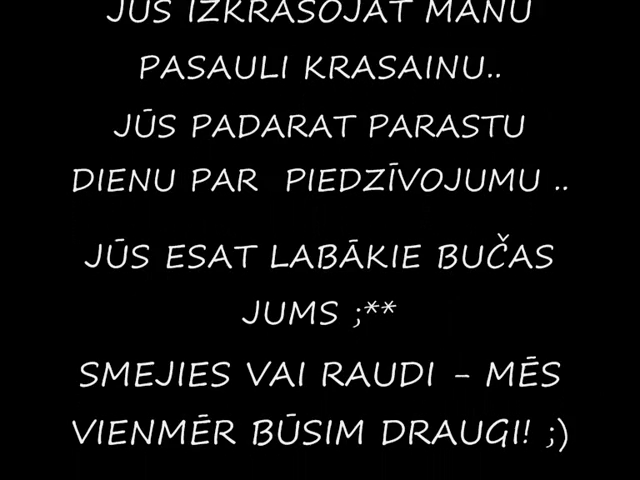 JŪS IZKRĀSOJAT MANU
PASAULI KRASAINU..
JŪS PADARAT PARASTU
DIENU PAR PIEDZĪVOJUMU ..
JŪS ESAT LABĀKIE BUČAS
JUMS ;**
SMEJIES VAI RAUDI - MĒS
VIENMĒR BŪSIM DRAUGI! ;)